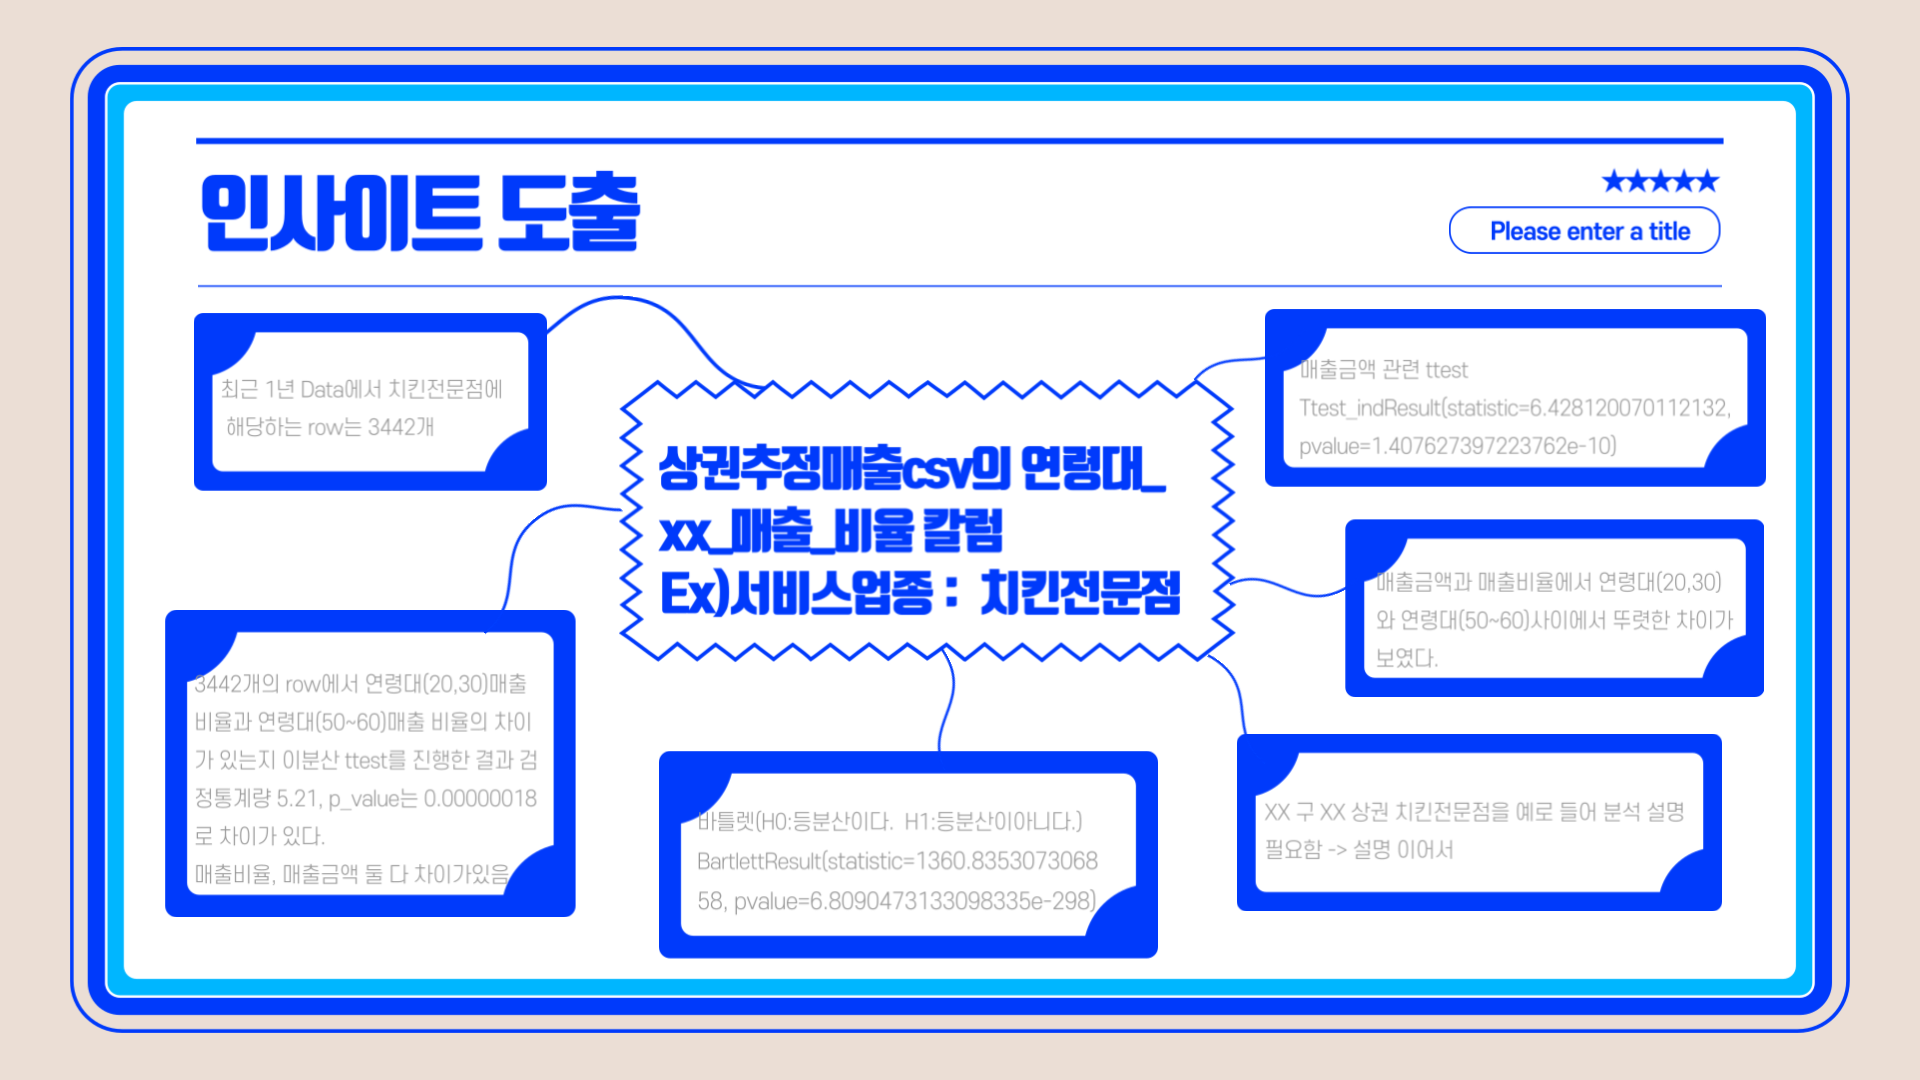 인사이트 도출
★★★★★
Please enter a title
최근 1년 Data에서 치킨전문점에
해당하는 row는 3442개
상권추정매출csv의 연령대_
xx_매출_비율 칼럼
Ex)서비스업종 : 치킨전문점
매출금액 관련 ttest
Ttest_indResult(statistic=6.428120070112132,
pvalue=1.407627397223762e-10)
매출금액과 매출비율에서 연령대(20,30)
와 연령대(50~60)사이에서 뚜렷한 차이가
보였다.
3442개의 row에서 연령대(20,30)매출
비율과 연령대(50~60)매출 비율의 차이
가 있는지 이분산 ttest를 진행한 결과 검
정통계량 5.21, p_value는 0.00000018
로 차이가 있다.
매출비율, 매출금액 둘 다 차이가있음
바틀렛(H0:등분산이다. H1:등분산이아니다.)
BartlettResult(statistic=1360.8353073068
58, pvalue=6.8090473133098335e-298)
XX 구 XX 상권 치킨전문점을 예로 들어 분석 설명
필요함 -> 설명 이어서